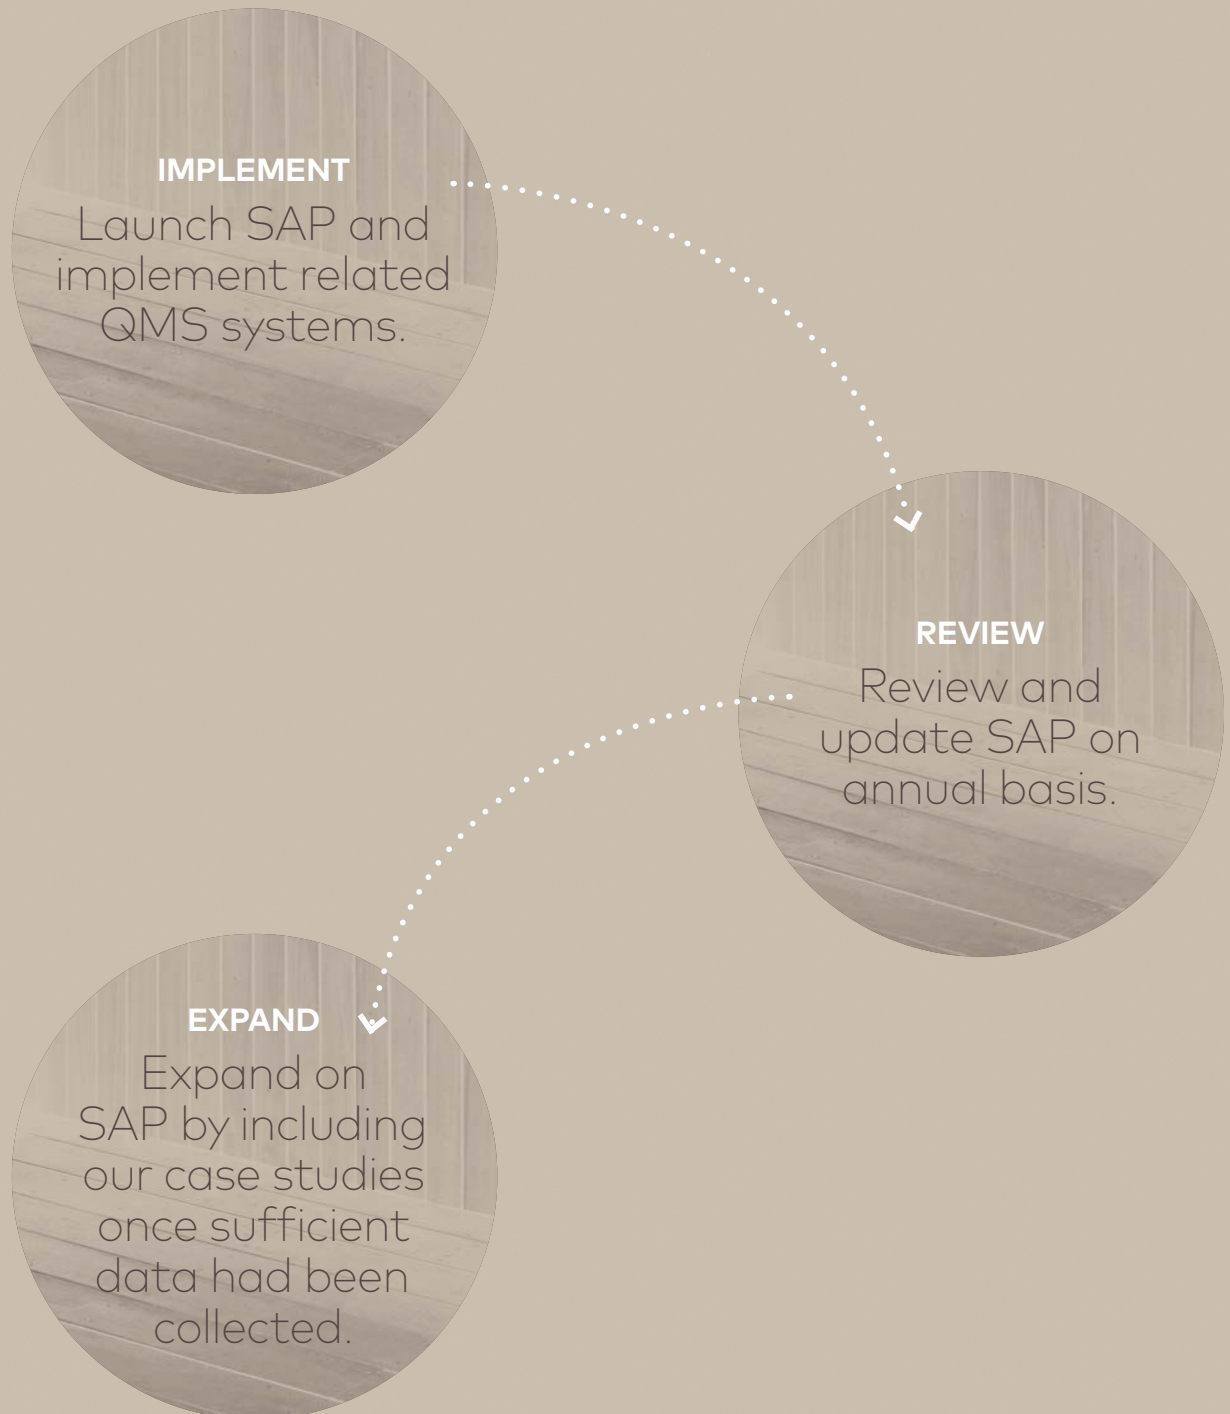 IMPLEMENT
Launch SAP and
implement related
QMS systems.
REVIEW
Review and
update SAP on
annual basis.
EXPAND
Expand on
SAP by including
our case studies
once sufficient
data had been
collected.